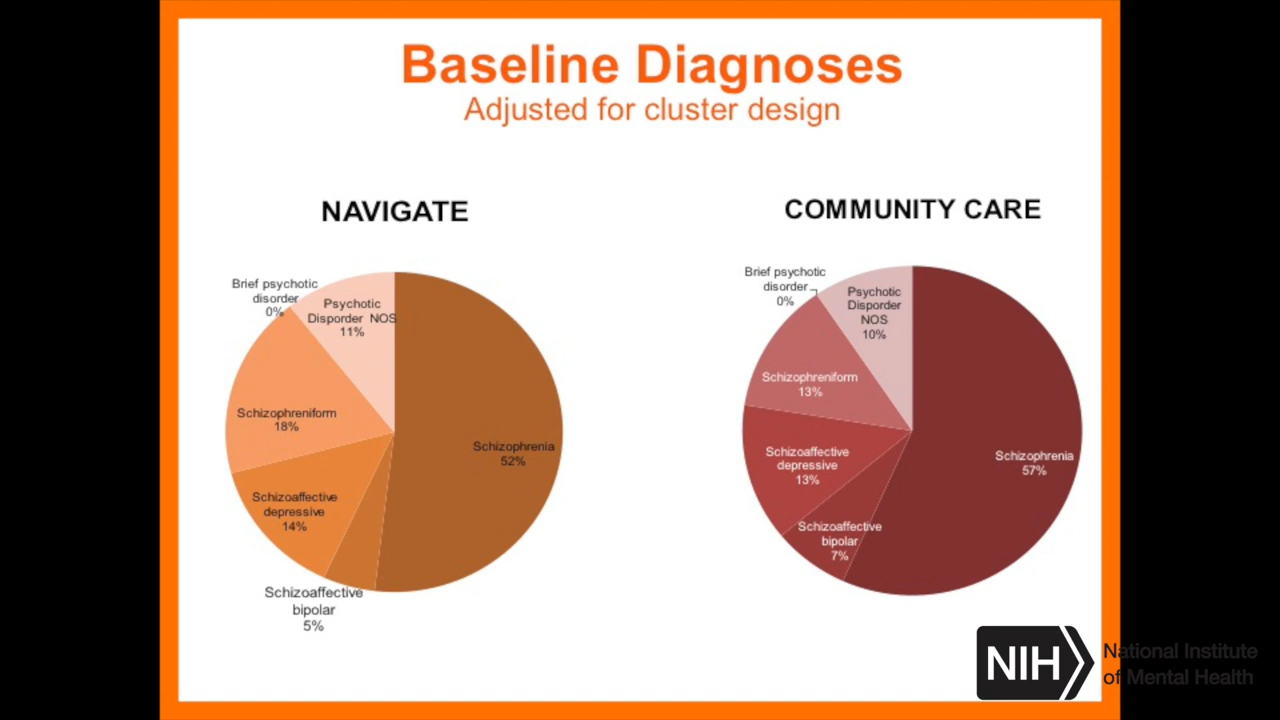 Baseline Diagnoses
Adjusted for cluster design
NAVIGATE
Brief psychotic
disorder
0%
Psychotic
Disporder NOS
11%
Schizophreniform
18%
Schizophrenia
52%
Schizoaffective
depressive
14%
Schizoaffective
bipolar
5%
COMMUNITY CARE
Brief psychotic
disorder
0%
Psychotic
Disporder
NOS
10%
Schizophreniform
13%
Schizoaffective
depressive
13%
Schizophrenia
57%
Schizoaffective
bipolar
7%
NIH
National Institute
of Mental Health